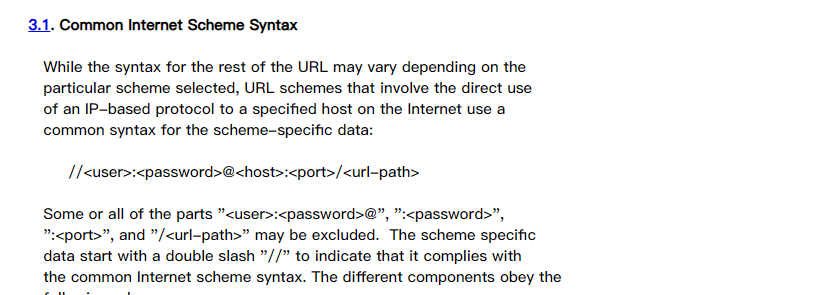 3.1. Common Internet Scheme Syntax
While the syntax for the rest of the URL may vary depending on the
particular scheme selected, URL schemes that involve the direct use
of an IP-based protocol to a specified host on the Internet use a
common syntax for the scheme-specific data:
//<user>:<password>@<host>:<port>/<url-path>
Some or all of the parts "<user>:<password>@", ":<password>",
":<port>", and "/<url-path>" may be excluded.  The scheme specific
data start with a double slash "//" to indicate that it complies with
the common Internet scheme syntax. The different components obey the